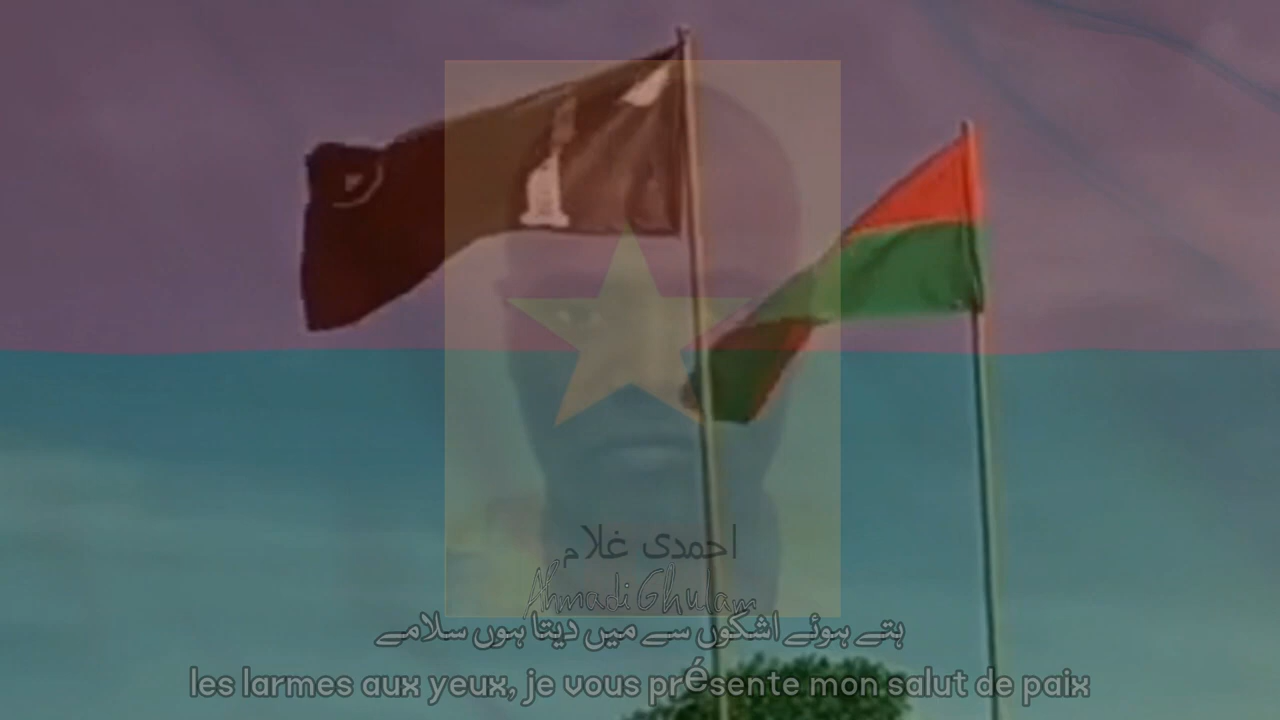 احمدی غلام
Ahmadi Ghulam
بہتے ہوئے اشکوں سے میں دیتا ہوں سلامے
les larmes aux yeux, je vous présente mon salut de paix